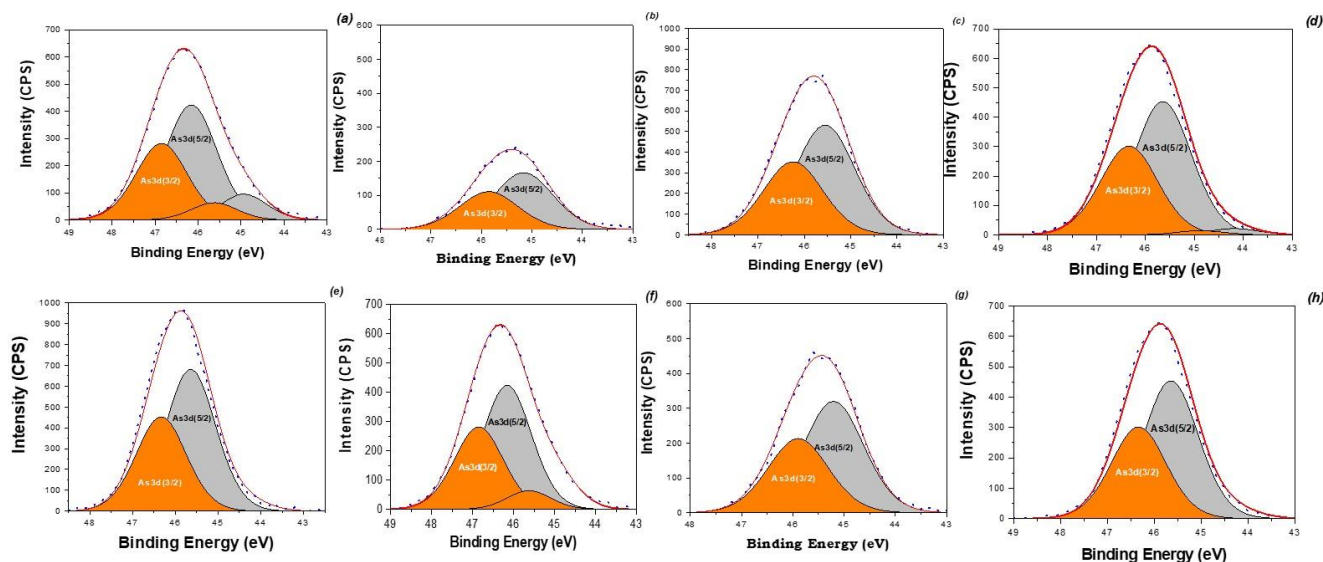 (a)
700
600
500
400
300
200
100
0
Intensity (CPS)
As3d(5/2)
As3d(3/2)
49 48 47 46 45 44 43
Binding Energy (eV)
(b)
600
500
400
300
200
100
0
Intensity (CPS)
As3d(5/2)
As3d(3/2)
48 47 46 45 44 43
Binding Energy (eV)
(c)
1000
900
800
700
600
500
400
300
200
100
0
Intensity (CPS)
As3d(5/2)
As3d(3/2)
48 47 46 45 44 43
Binding Energy (eV)
(d)
700
600
500
400
300
200
100
0
Intensity (CPS)
As3d(5/2)
As3d(3/2)
49 48 47 46 45 44 43
Binding Energy (eV)
(e)
1000
900
800
700
600
500
400
300
200
100
0
Intensity (CPS)
As3d(5/2)
As3d(3/2)
48 47 46 45 44 43
Binding Energy (eV)
(f)
700
600
500
400
300
200
100
0
Intensity (CPS)
As3d(5/2)
As3d(3/2)
49 48 47 46 45 44 43
Binding Energy (eV)
(g)
600
500
400
300
200
100
0
Intensity (CPS)
As3d(5/2)
As3d(3/2)
48 47 46 45 44 43
Binding Energy (eV)
(h)
700
600
500
400
300
200
100
0
Intensity (CPS)
As3d(5/2)
As3d(3/2)
49 48 47 46 45 44 43
Binding Energy (eV)